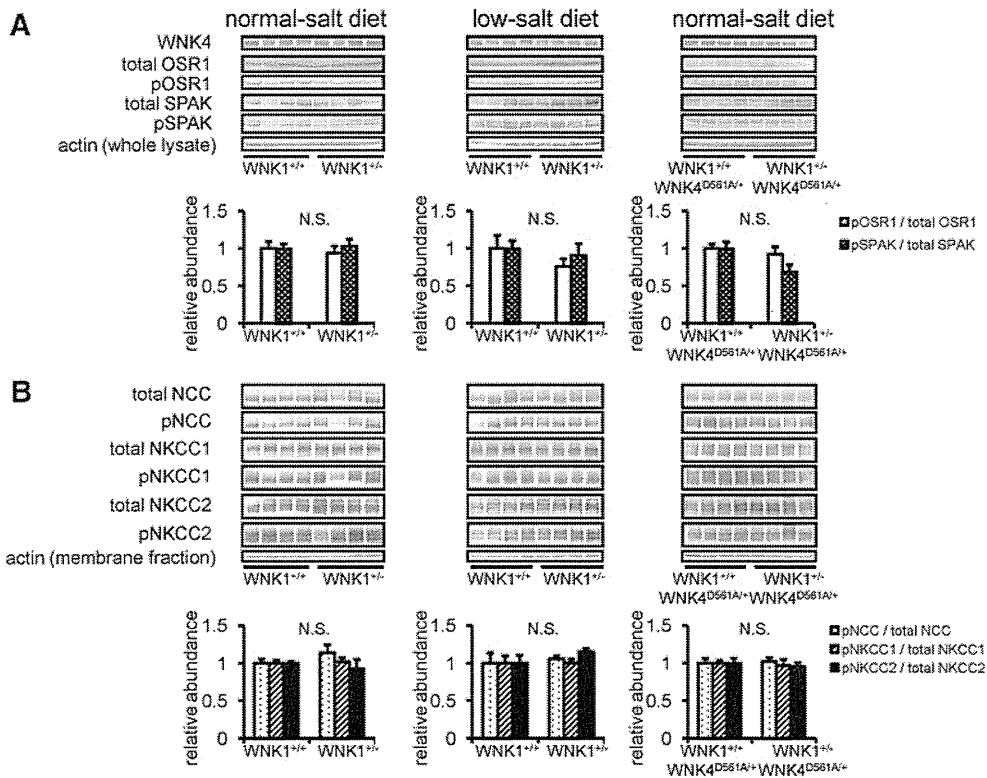 A
normal-salt diet
low-salt diet
normal-salt diet
WNK4
total OSR1
pOSR1
total SPAK
pSPAK
actin (whole lysate)
WNK1+/+ WNK1+/-
WNK1+/+ WNK1+/-
WNK1+/+ WNK1+/-
WNK4D561A/+ WNK4D561A/+
relative abundance
1.5
1
0.5
0
N.S.
WNK1+/+ WNK1+/-
relative abundance
1.5
1
0.5
0
N.S.
WNK1+/+ WNK1+/-
relative abundance
1.5
1
0.5
0
N.S.
WNK1+/+ WNK1+/-
WNK4D561A/+ WNK4D561A/+
pOSR1 / total OSR1
pSPAK / total SPAK
B
total NCC
pNCC
total NKCC1
pNKCC1
total NKCC2
pNKCC2
actin (membrane fraction)
WNK1+/+ WNK1+/-
WNK1+/+ WNK1+/-
WNK1+/+ WNK1+/-
WNK4D561A/+ WNK4D561A/+
relative abundance
1.5
1
0.5
0
N.S.
WNK1+/+ WNK1+/-
relative abundance
1.5
1
0.5
0
N.S.
WNK1+/+ WNK1+/-
relative abundance
1.5
1
0.5
0
N.S.
WNK1+/+ WNK1+/-
WNK4D561A/+ WNK4D561A/+
pNCC / total NCC
pNKCC1 / total NKCC1
pNKCC2 / total NKCC2